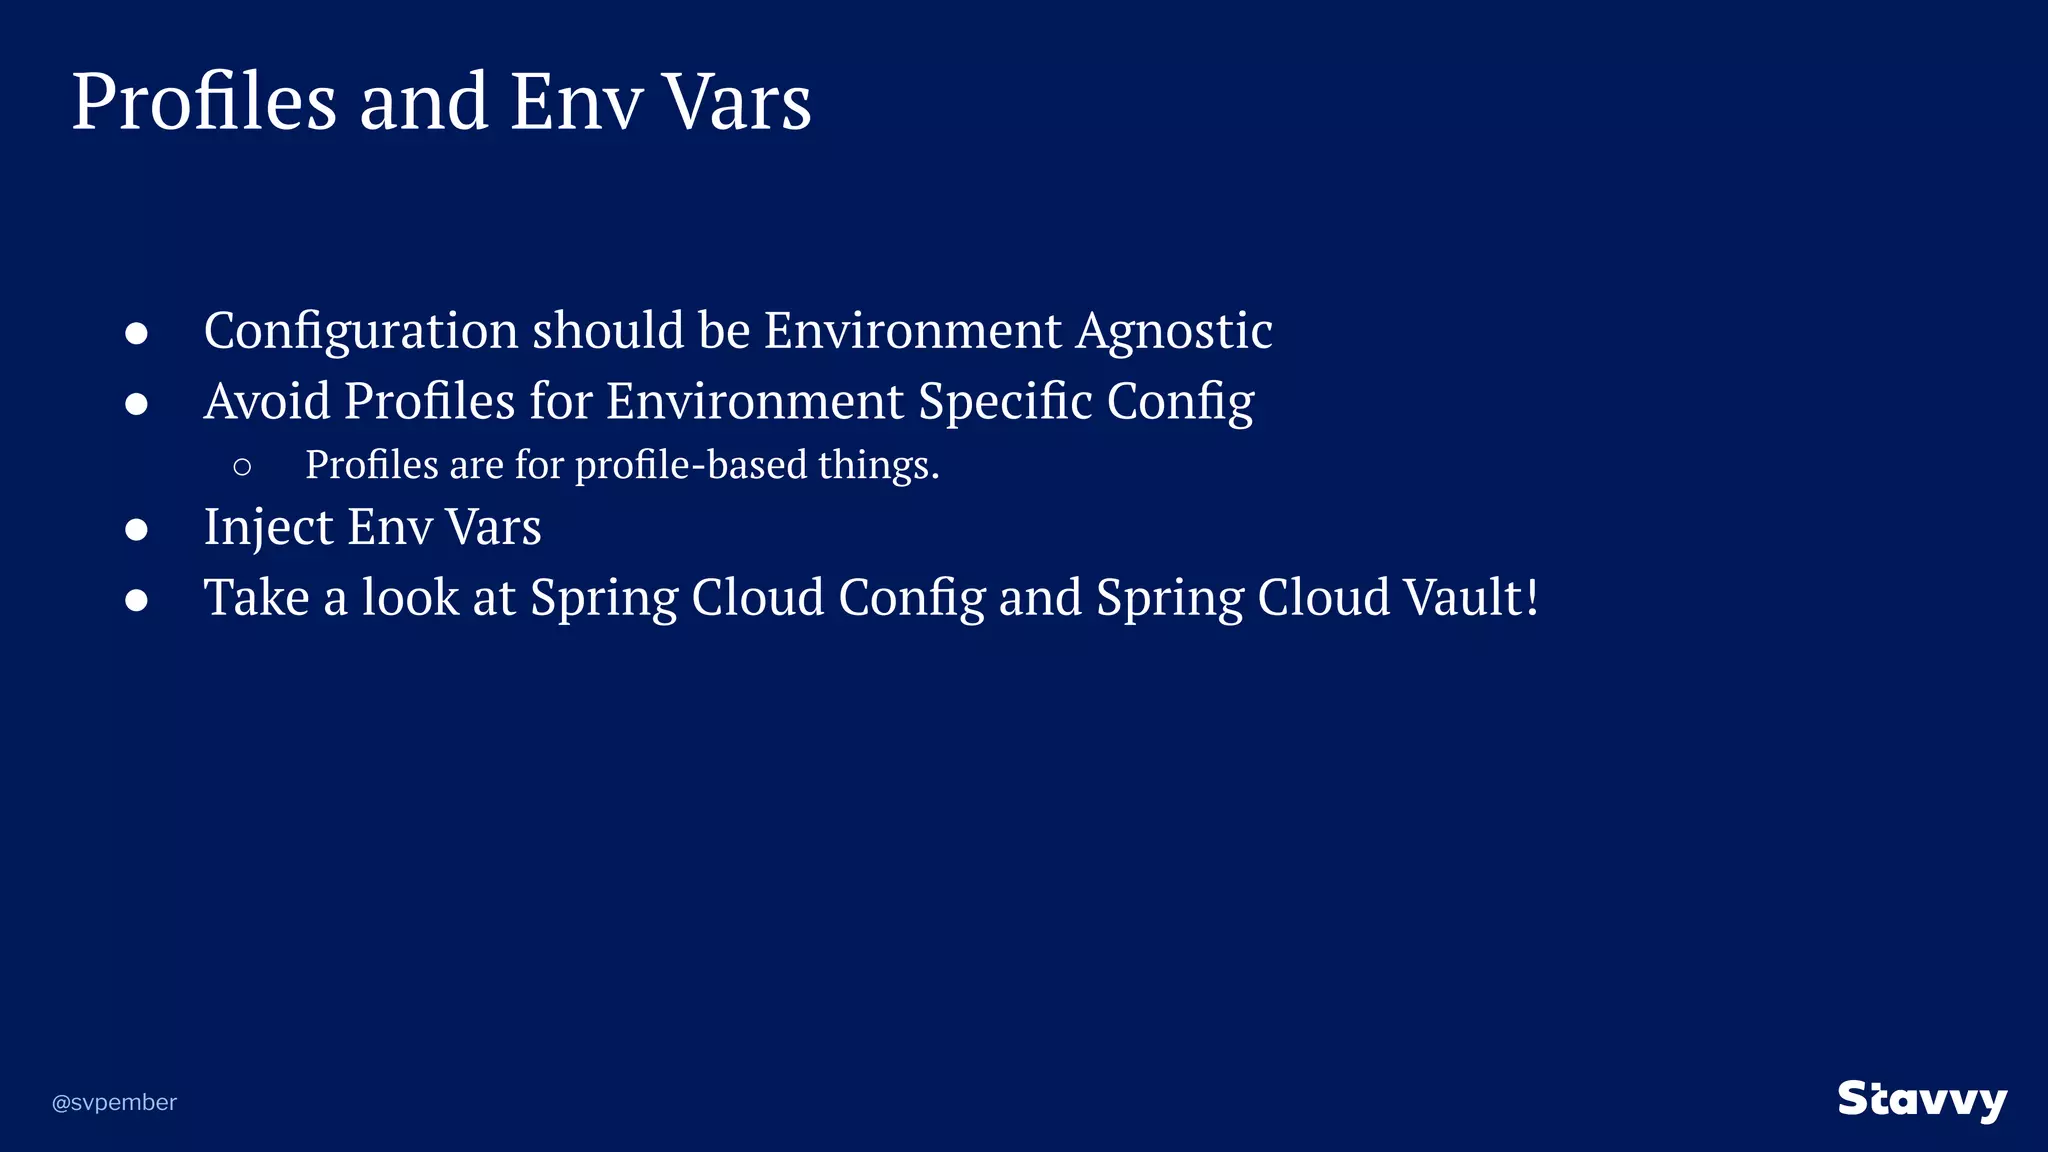 Profiles and Env Vars
● Configuration should be Environment Agnostic
● Avoid Profiles for Environment Specific Config
○ Profiles are for profile-based things.
● Inject Env Vars
● Take a look at Spring Cloud Config and Spring Cloud Vault!
@svpember
Stavvy